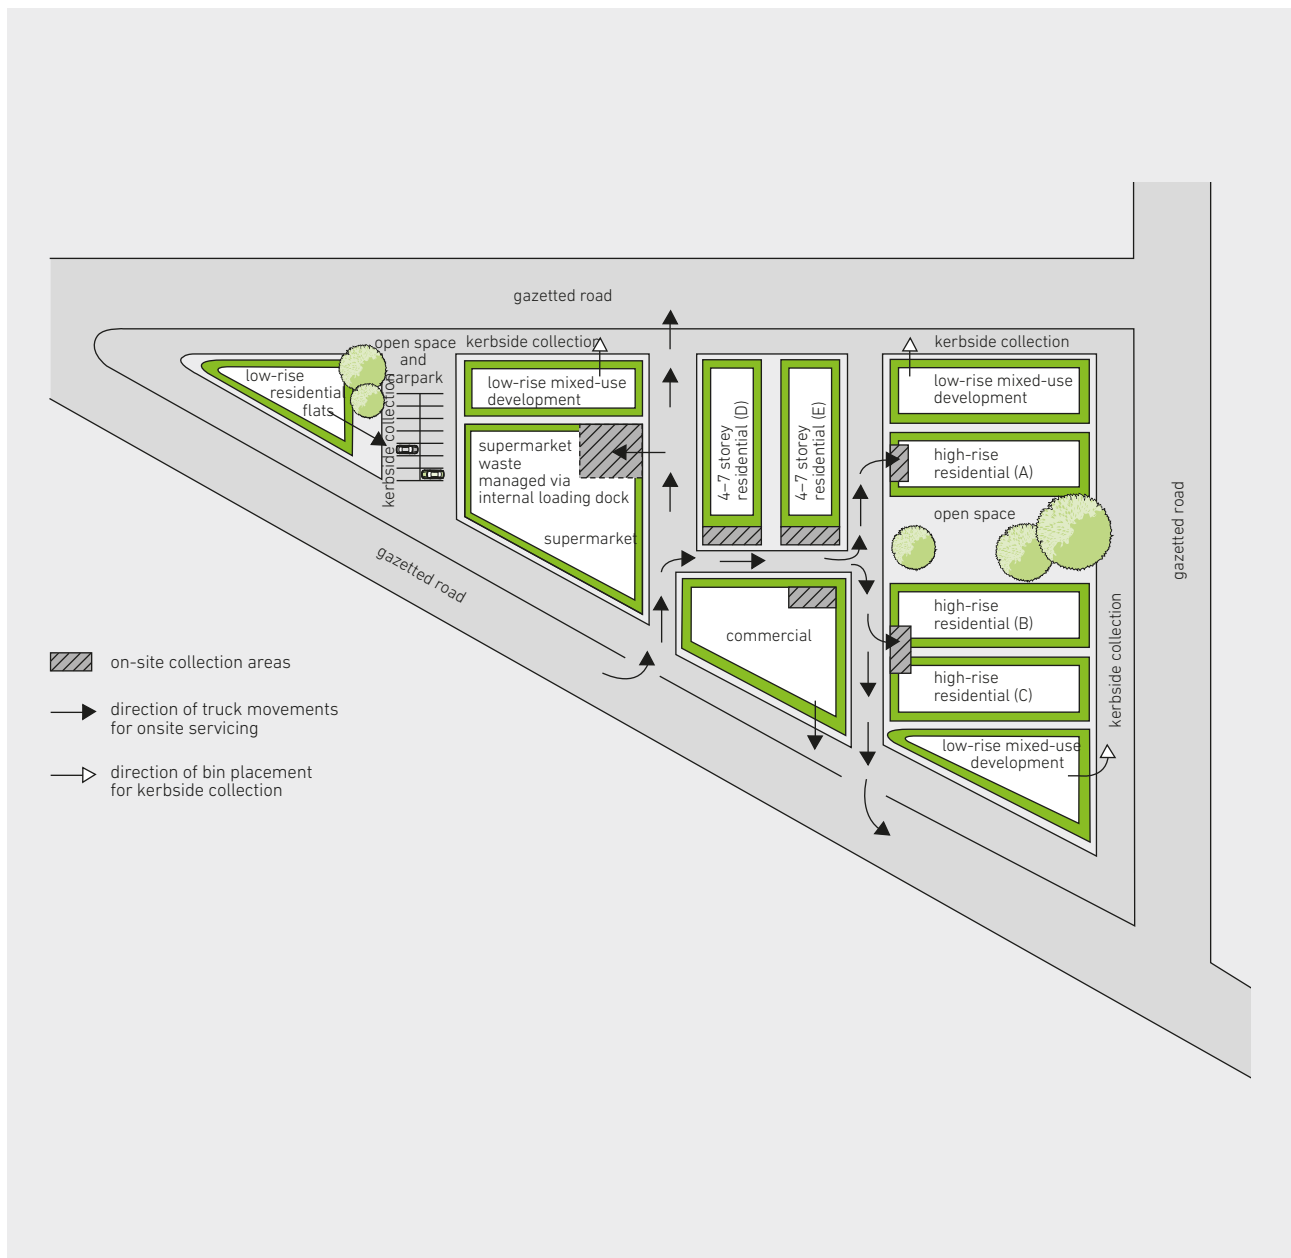 gazetted road
open space
and
carpark
kerbside collection
kerbside collection
kerbside collection
low-rise
residential
flats
low-rise mixed-use
development
supermarket
waste
managed via
internal loading dock
supermarket
4–7 storey
residential (D)
4–7 storey
residential (E)
low-rise mixed-use
development
high-rise
residential (A)
open space
high-rise
residential (B)
high-rise
residential (C)
low-rise mixed-use
development
kerbside collection
gazetted road
commercial
gazetted road
on-site collection areas
direction of truck movements
for onsite servicing
direction of bin placement
for kerbside collection